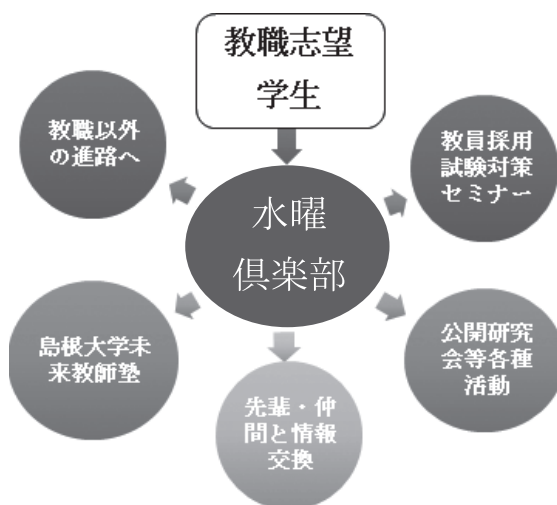 教職志望
学生
教職以外
の進路へ
教員採用
試験対策
セミナー
水曜
倶楽部
島根大学未
来教師塾
公開研究
会等各種
活動
先輩・仲
間と情報
交換